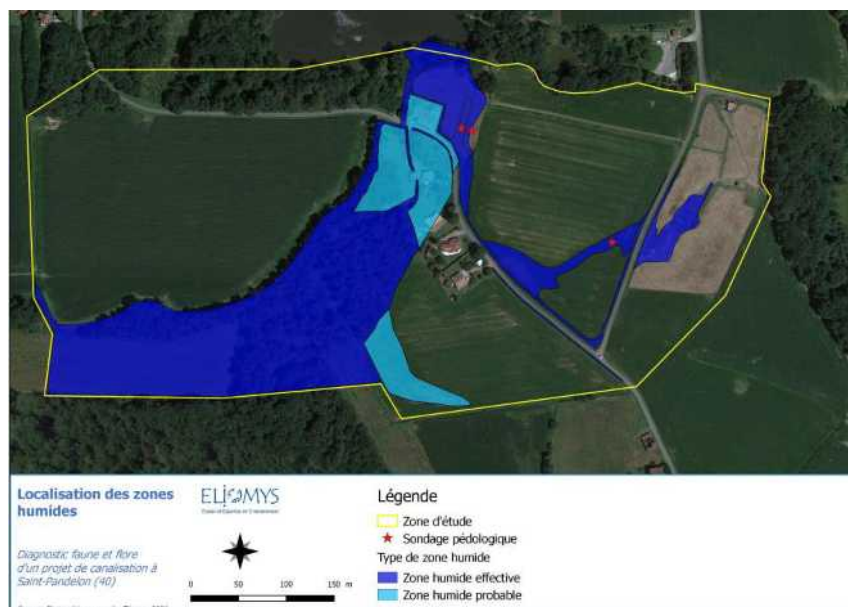 Localisation des zones
humides
Diagnostic faune et flore
d'un projet de canalisation à
Saint-Pandelon (40)
ELIOMYS
0 50 100 150 m
Légende
Zone d'étude
Sondage pédologique
Type de zone humide
Zone humide effective
Zone humide probable